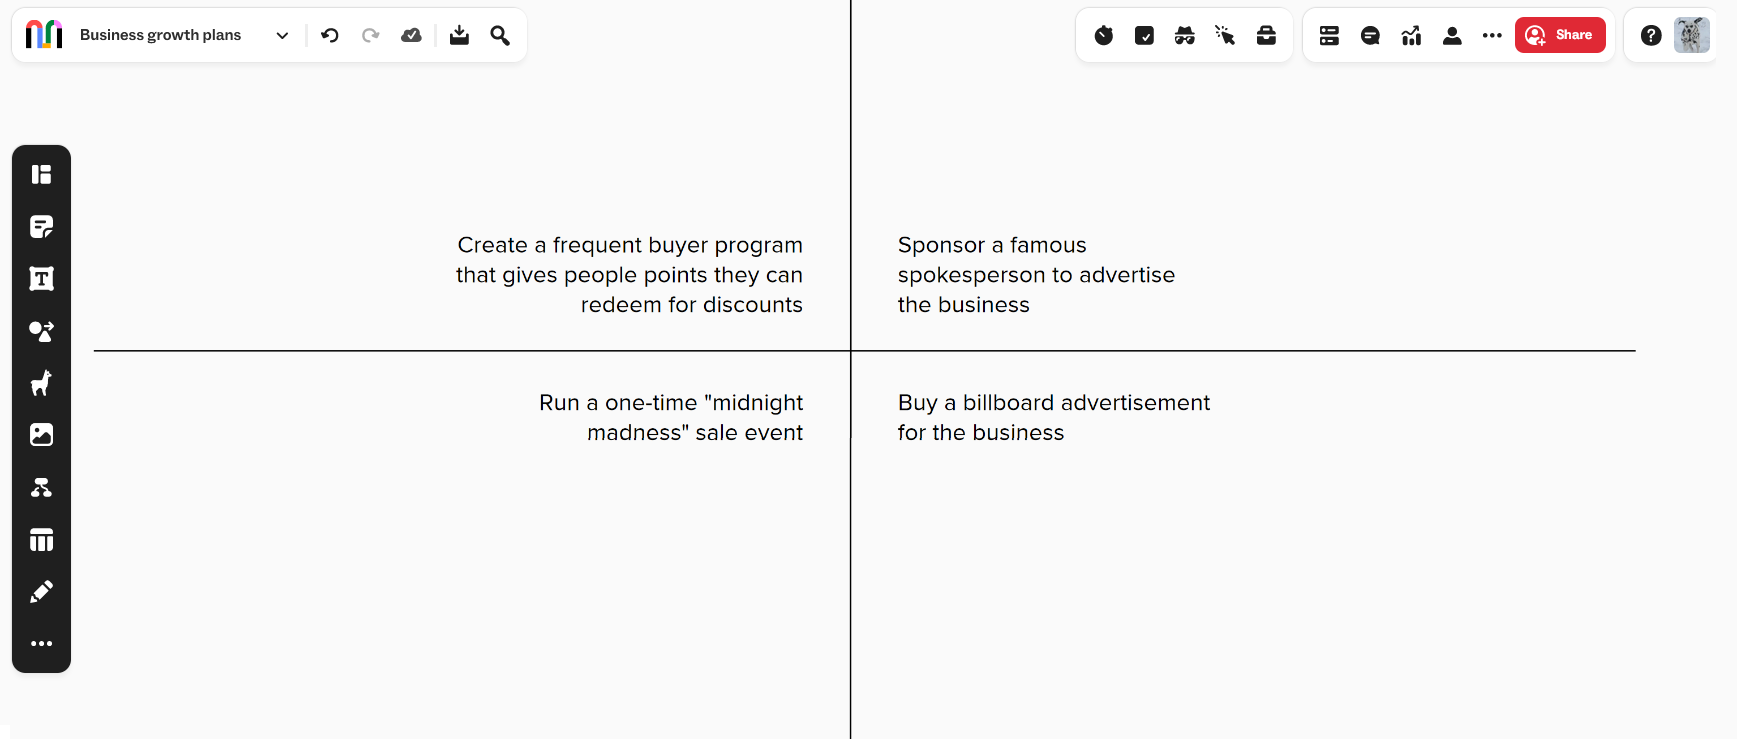 Business growth plans
Share
Create a frequent buyer program
that gives people points they can
redeem for discounts
Sponsor a famous
spokesperson to advertise
the business
Run a one-time "midnight
madness" sale event
Buy a billboard advertisement
for the business